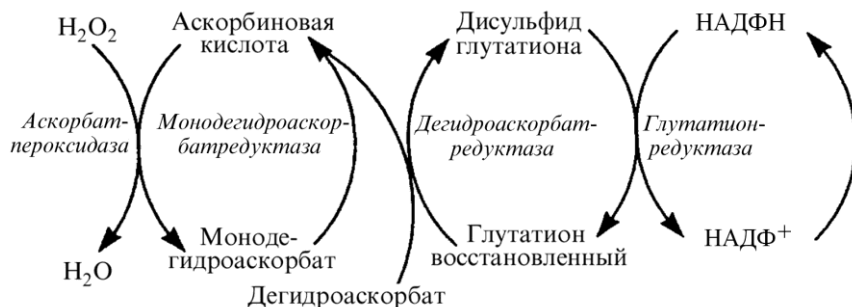 H₂O₂
Аскорбиновая
кислота
Дисульфид
глутатиона
НАДФН
Аскорбат-
пероксидаза
Монодегидроаскор-
батредуктаза
Дегидроаскорбат-
редуктаза
Глутатион-
редуктаза
H₂O
Моноде-
гидроаскорбат
Дегидроаскорбат
Глутатион
восстановленный
НАДФ⁺